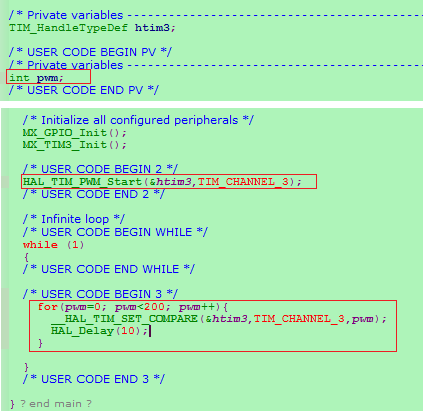 /* Private variables ---------------------------------------------------------
TIM_HandleTypeDef htim3;
/* USER CODE BEGIN PV */
/* Private variables ---------------------------------------------------------
int pwm;
/* USER CODE END PV */
/* Initialize all configured peripherals */
MX_GPIO_Init();
MX_TIM3_Init();
/* USER CODE BEGIN 2 */
HAL_TIM_PWM_Start(&htim3,TIM_CHANNEL_3);
/* USER CODE END 2 */
/* Infinite loop */
/* USER CODE BEGIN WHILE */
while (1)
{
/* USER CODE END WHILE */
/* USER CODE BEGIN 3 */
for(pwm=0; pwm<200; pwm++){
__HAL_TIM_SET_COMPARE(&htim3,TIM_CHANNEL_3,pwm);
HAL_Delay(10);
}
}
/* USER CODE END 3 */
} ? end main ?